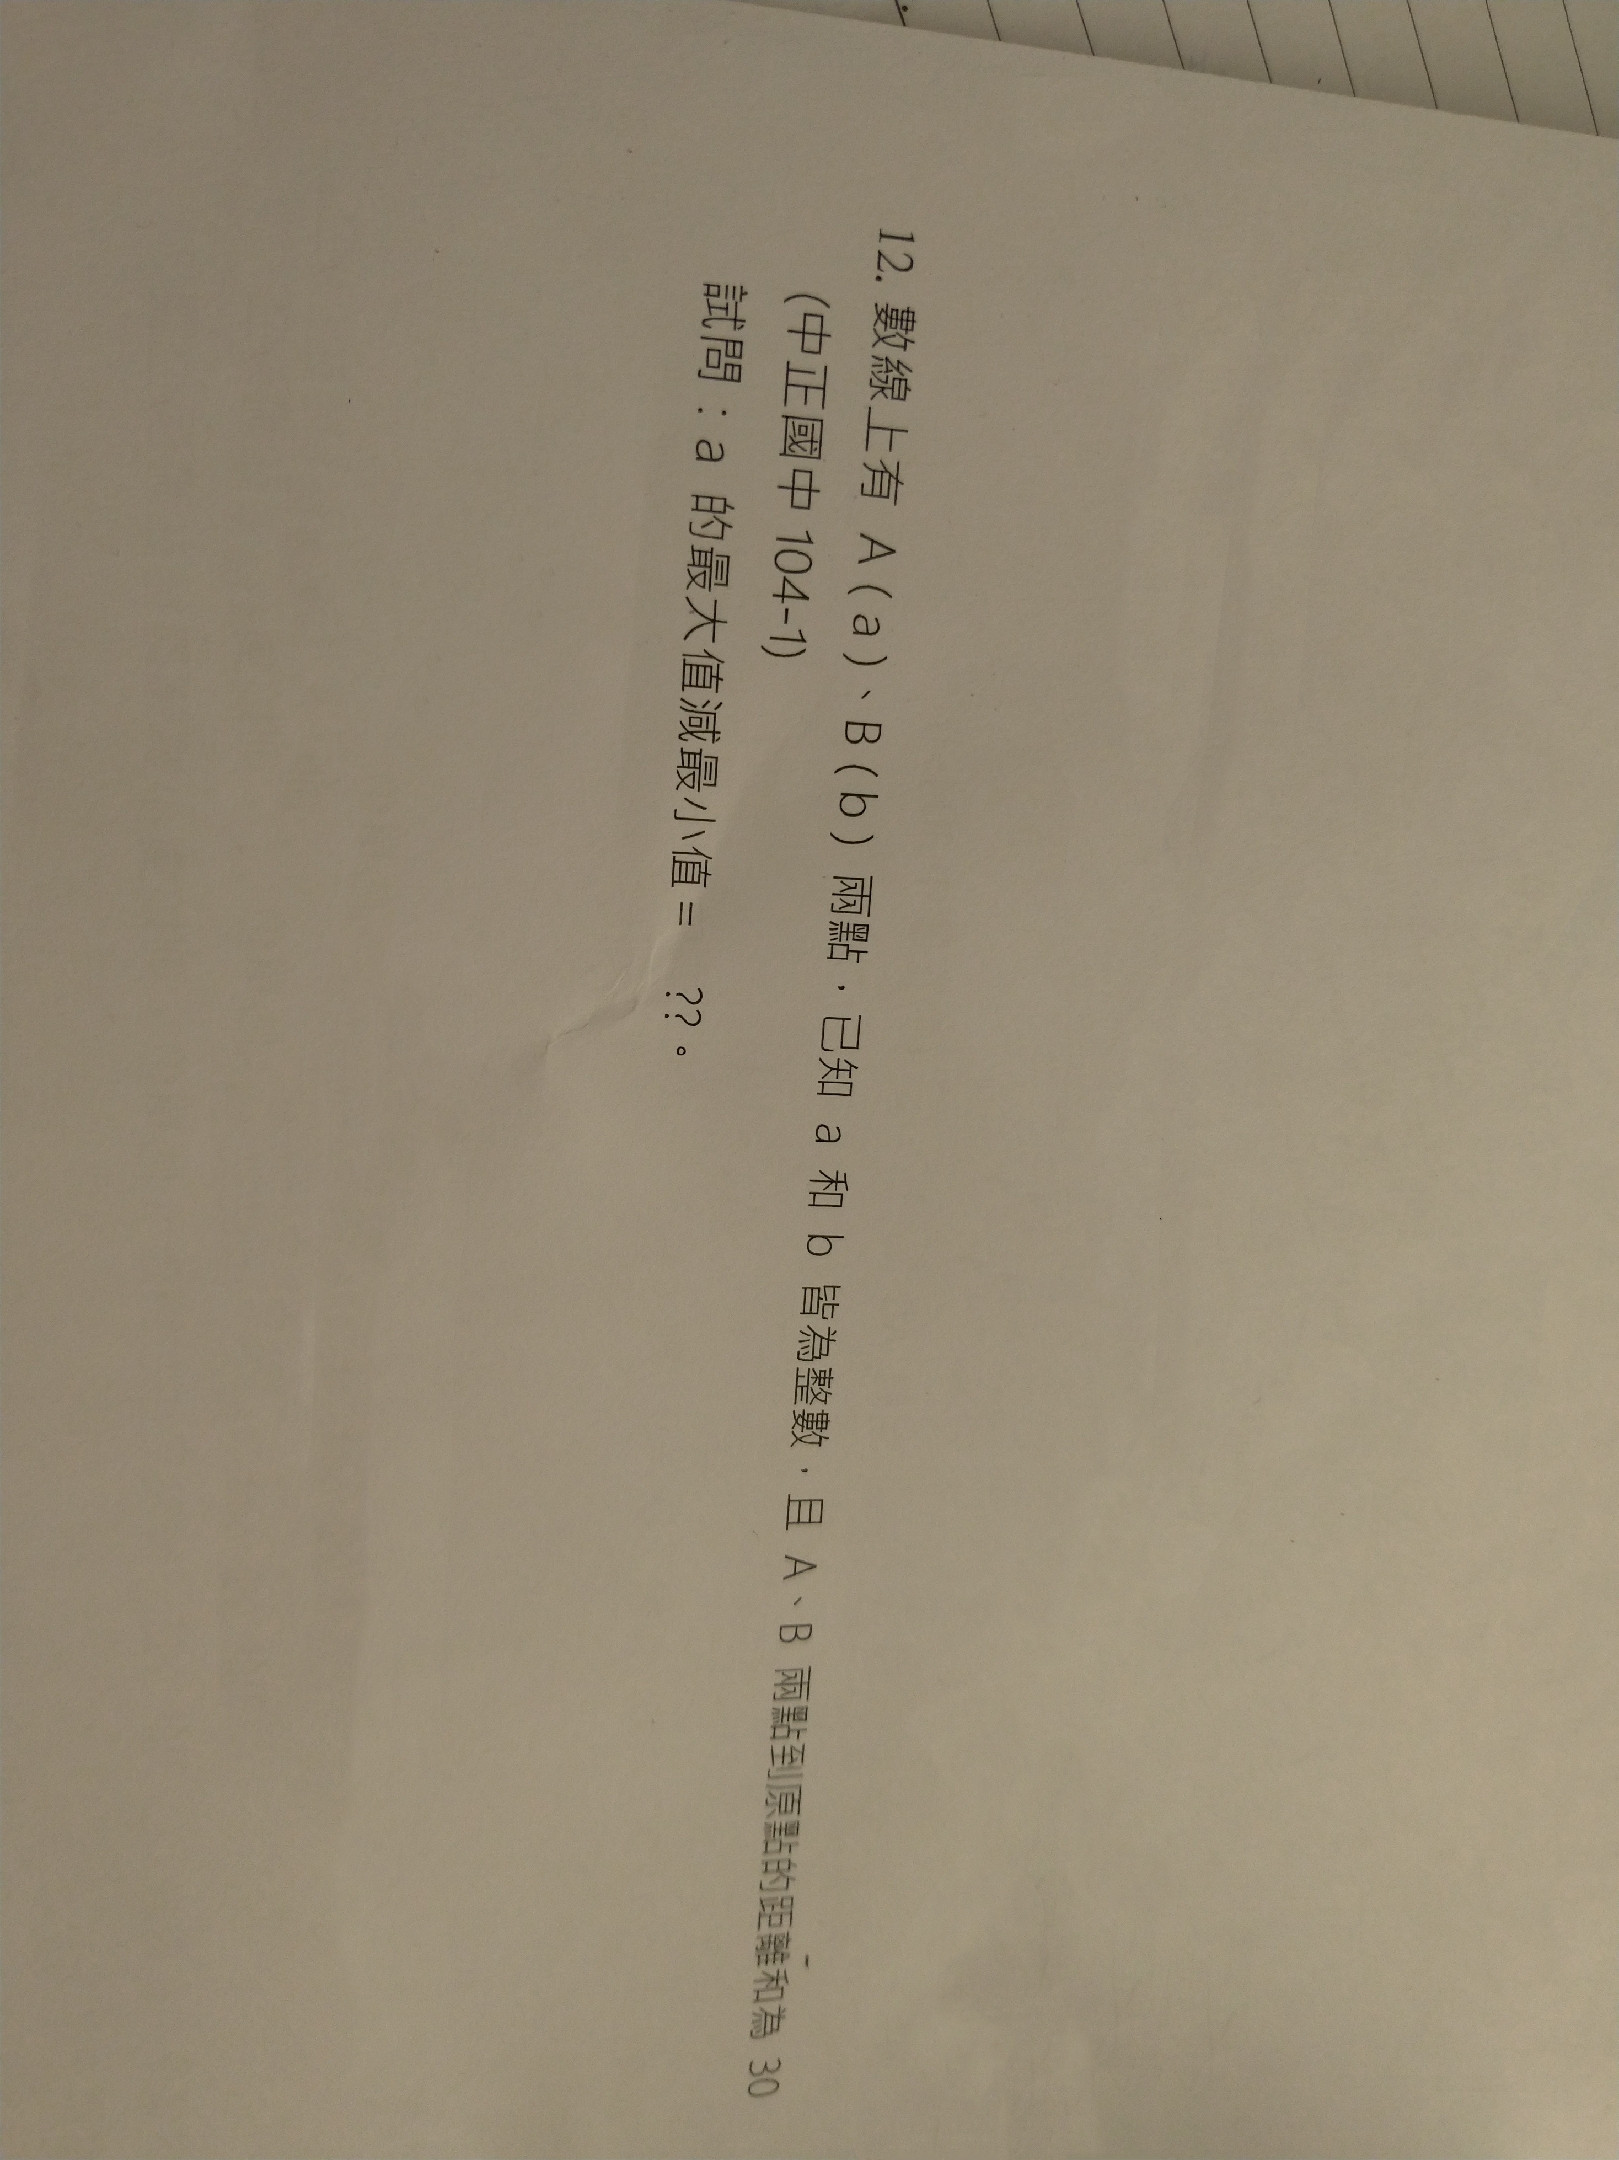 12. 數線上有 A(a)、B(b) 兩點，已知 a 和 b 皆為整數，且 A、B 兩點到原點的距離和為 30
(中正國中 104-1)
試問：a 的最大值減最小值 = ??。